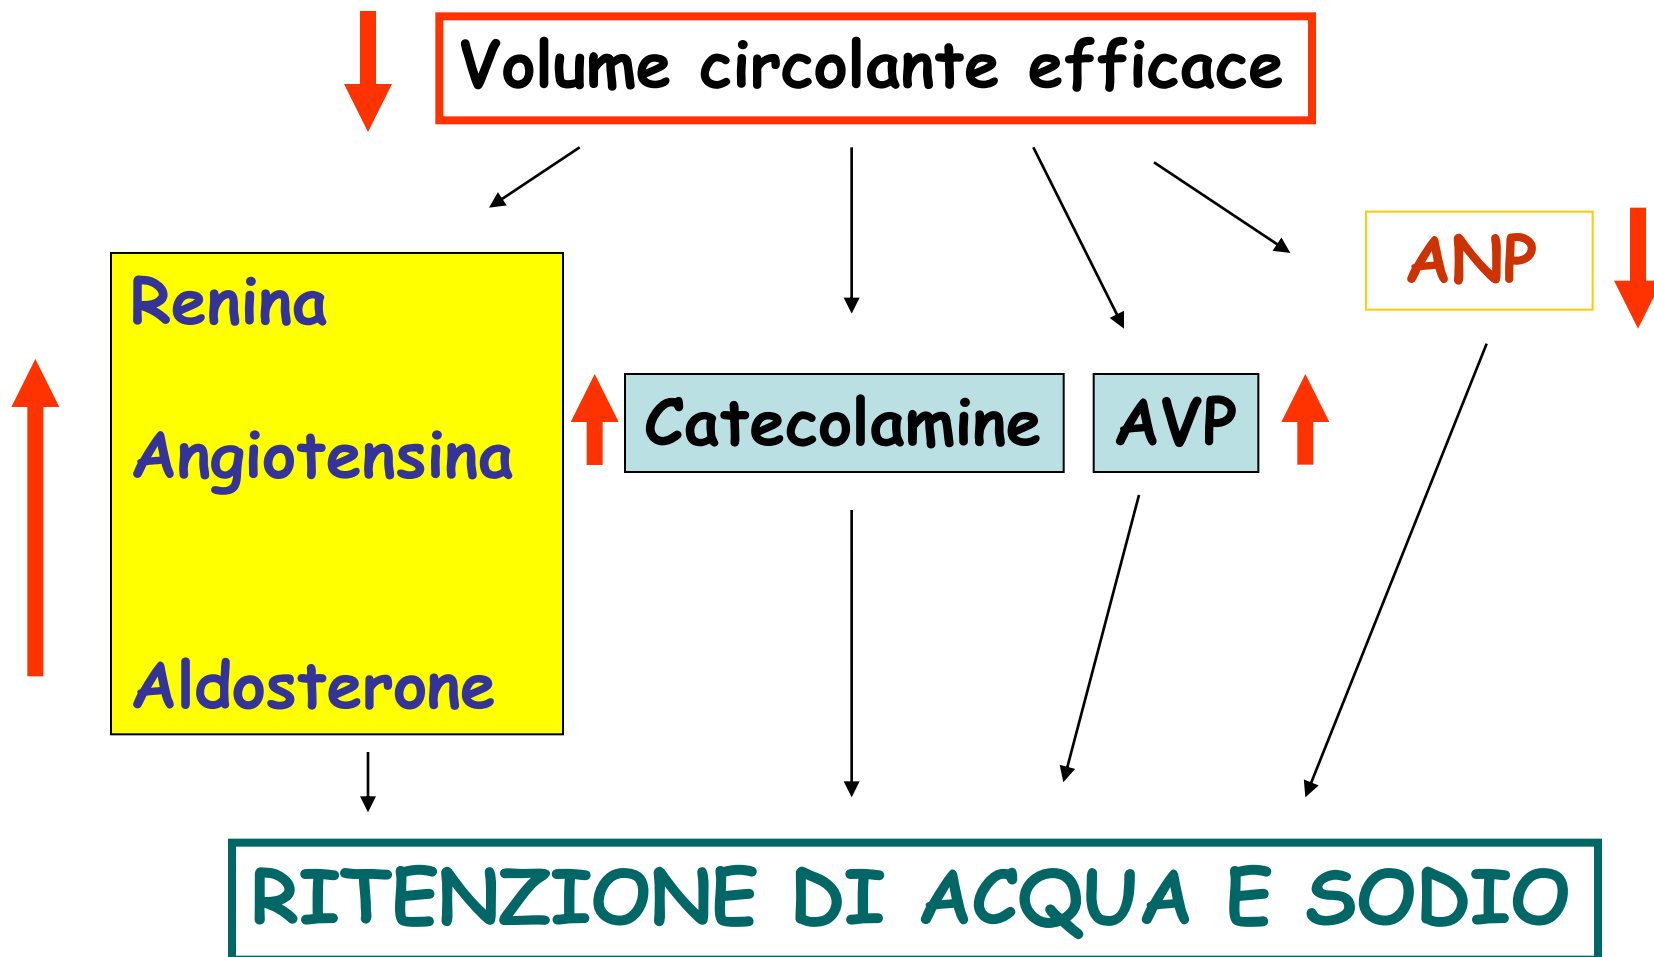 Volume circolante efficace
ANP
Renina
Angiotensina
Catecolamine
AVP
Aldosterone
RITENZIONE DI ACQUA E SODIO